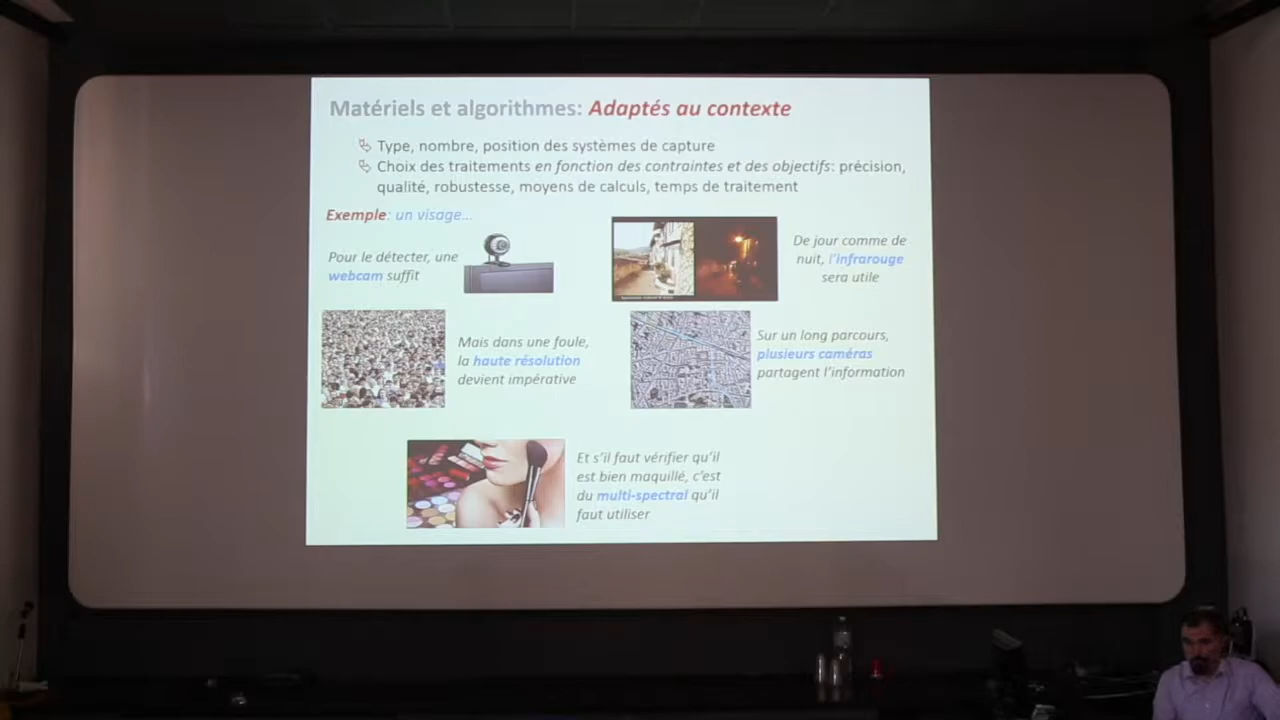 Matériels et algorithmes: Adaptés au contexte
Type, nombre, position des systèmes de capture
Choix des traitements en fonction des contraintes et des objectifs: précision,
qualité, robustesse, moyens de calculs, temps de traitement
Exemple: un visage...
Pour le détecter, une
webcam suffit
De jour comme de
nuit, l'infrarouge
sera utile
Mais dans une foule,
la haute résolution
devient impérative
Sur un long parcours,
plusieurs caméras
partagent l'information
Et s'il faut vérifier qu'il
est bien maquillé, c'est
du multi-spectral qu'il
faut utiliser